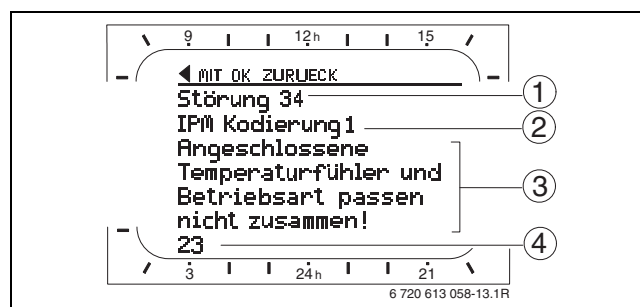 9 12h 15
◀ MIT OK ZURUECK
Störung 34
1
IPM Kodierung1
2
Angeschlossene
Temperaturfühler und
Betriebsart passen
nicht zusammen!
3
23
4
3 24h 21
6 720 613 058-13.1R